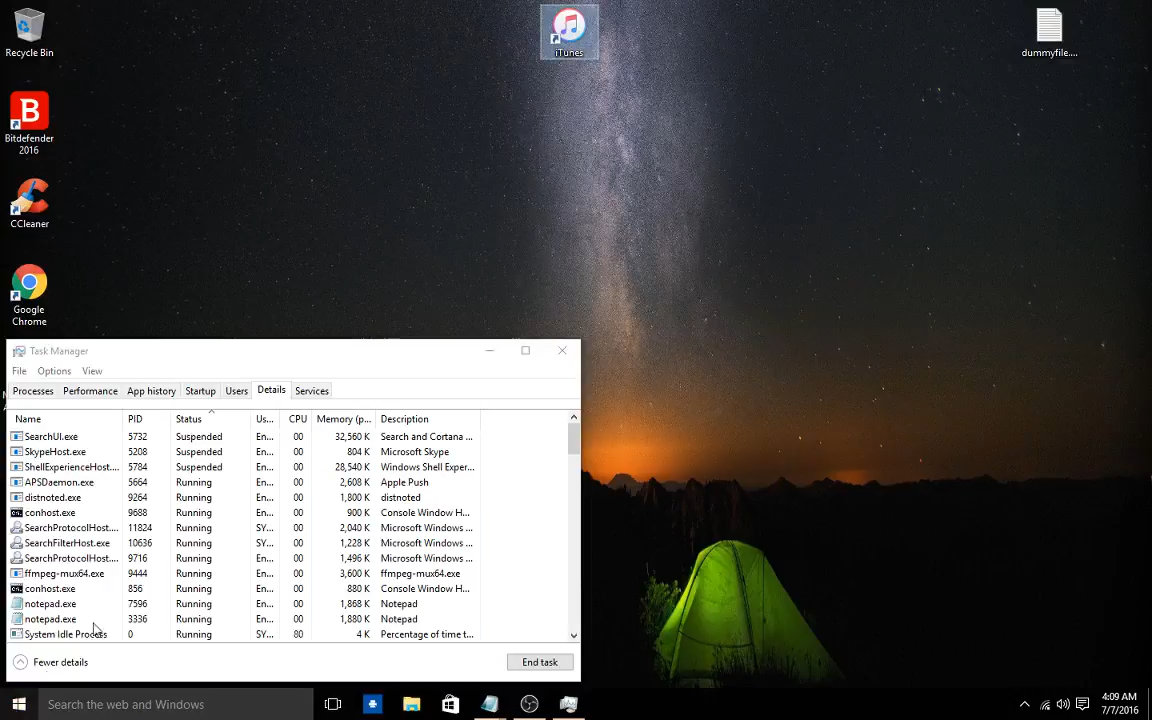 Recycle Bin
iTunes
dummyfile....
Bitdefender
2016
CCleaner
Google
Chrome
Task Manager
File Options View
Processes Performance App history Startup Users Details Services
Name PID Status Us... CPU Memory (p... Description
SearchUI.exe 5732 Suspended En... 00 32,560 K Search and Cortana ...
SkypeHost.exe 5208 Suspended En... 00 804 K Microsoft Skype
ShellExperienceHost.... 5784 Suspended En... 00 28,540 K Windows Shell Exper...
APSDaemon.exe 5664 Running En... 00 2,608 K Apple Push
distnoted.exe 9264 Running En... 00 1,800 K distnoted
conhost.exe 9688 Running En... 00 900 K Console Window H...
SearchProtocolHost.... 11824 Running SY... 00 2,040 K Microsoft Windows ...
SearchFilterHost.exe 10636 Running SY... 00 1,228 K Microsoft Windows ...
SearchProtocolHost.... 9716 Running En... 00 1,496 K Microsoft Windows ...
ffmpeg-mux64.exe 9444 Running En... 00 3,600 K ffmpeg-mux64.exe
conhost.exe 856 Running En... 00 880 K Console Window H...
notepad.exe 7596 Running En... 00 1,868 K Notepad
notepad.exe 3336 Running En... 00 1,880 K Notepad
System Idle Process 0 Running SY... 80 4 K Percentage of time t...
Fewer details End task
Search the web and Windows
4:09 AM
7/7/2016